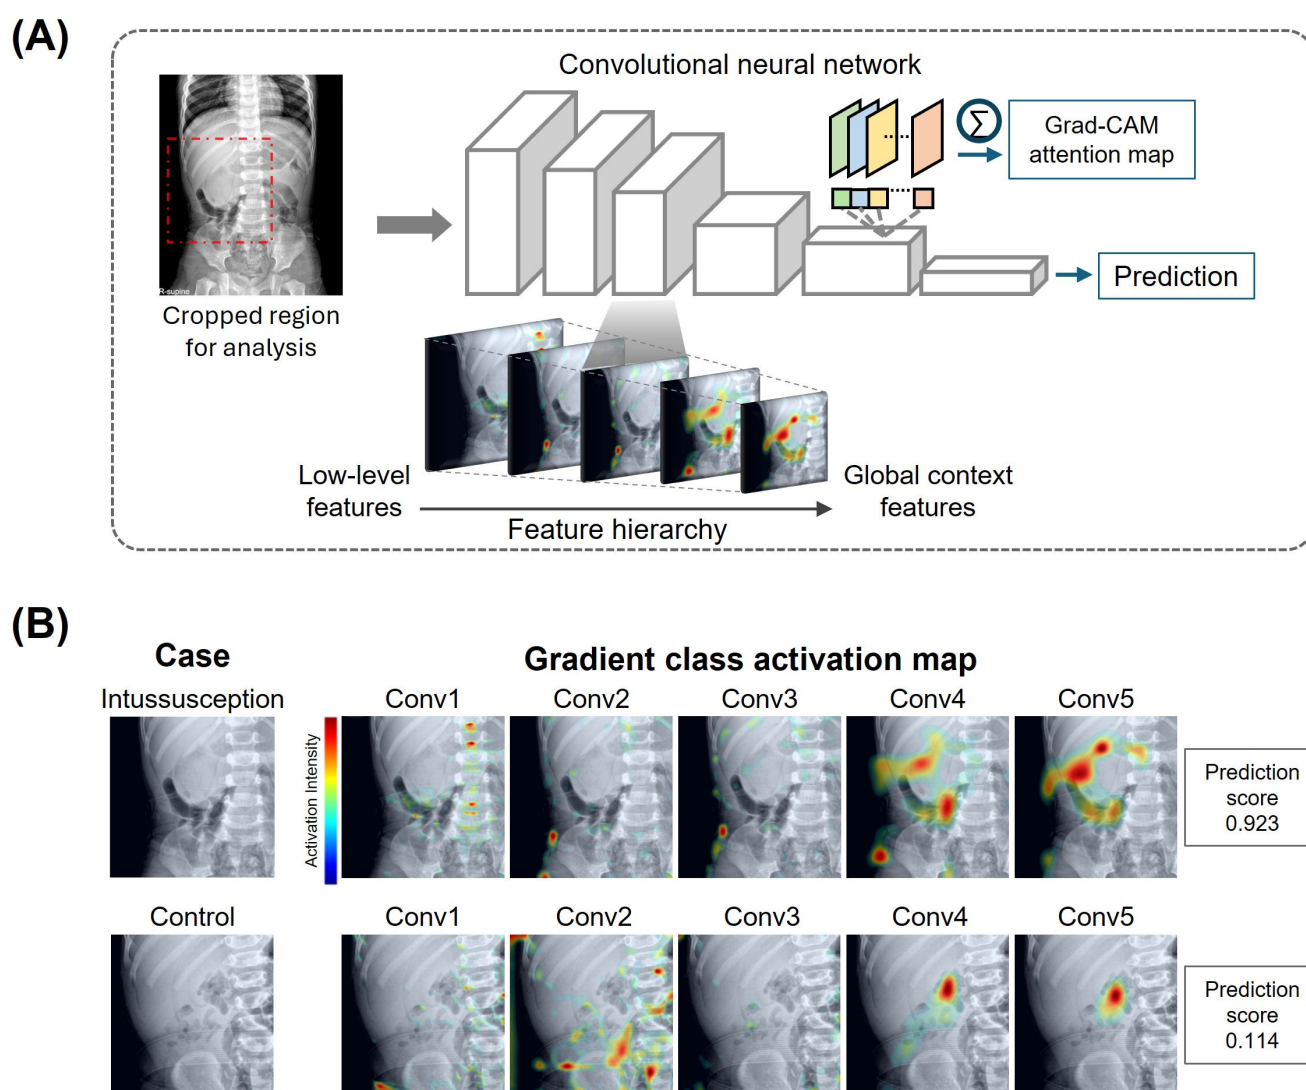 (A)
Convolutional neural network
Grad-CAM
attention map
∑
Prediction
R-supine
Cropped region
for analysis
Low-level
features
Global context
features
Feature hierarchy
(B)
Case
Gradient class activation map
Intussusception
Conv1
Conv2
Conv3
Conv4
Conv5
Activation Intensity
Prediction
score
0.923
Control
Conv1
Conv2
Conv3
Conv4
Conv5
Prediction
score
0.114